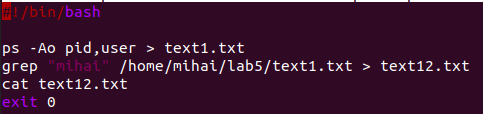 #!/bin/bash
ps -Ao pid,user > text1.txt
grep "mihai" /home/mihai/lab5/text1.txt > text12.txt
cat text12.txt
exit 0